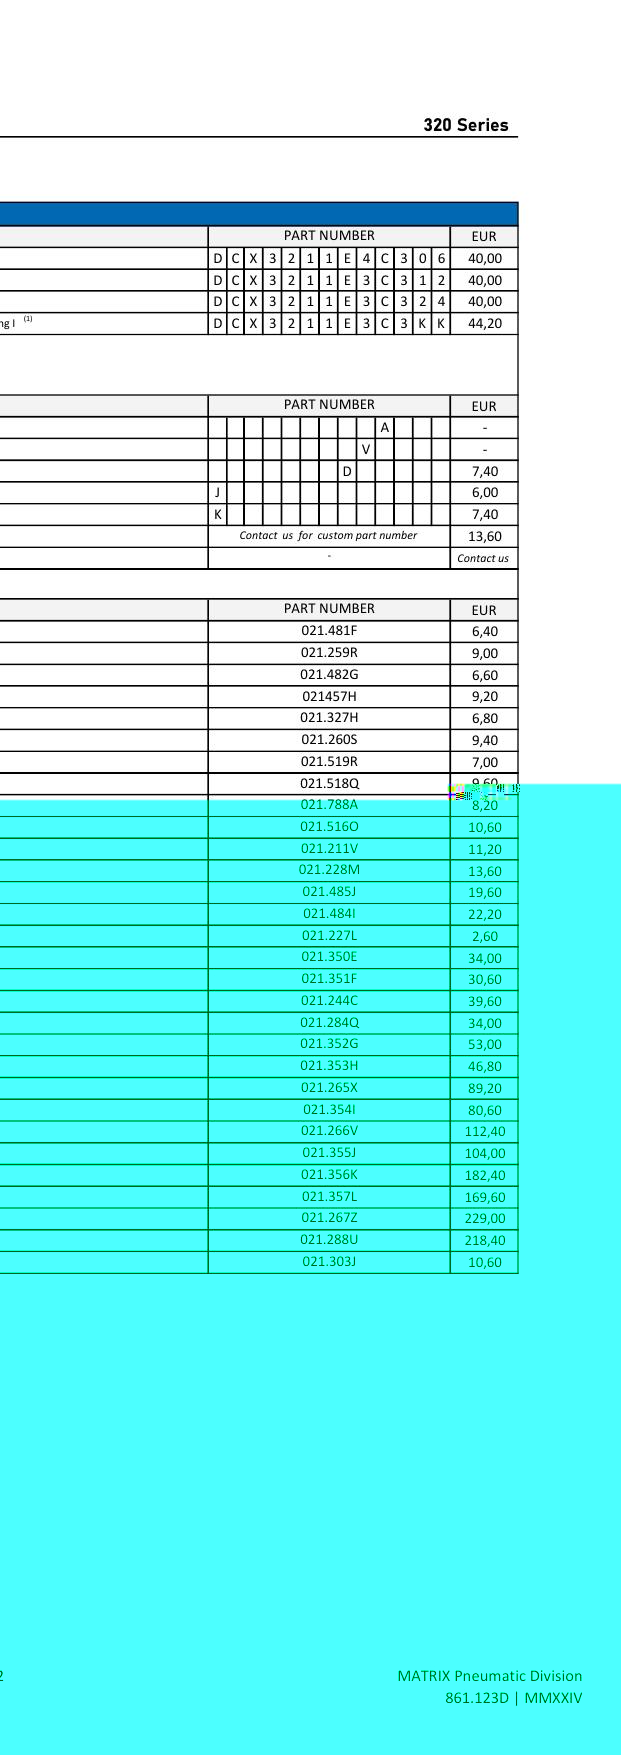 320 Series
PART NUMBER EUR
D C X 3 2 1 1 E 4 C 3 0 6 40,00
D C X 3 2 1 1 E 3 C 3 1 2 40,00
D C X 3 2 1 1 E 3 C 3 2 4 40,00
ng I (1) D C X 3 2 1 1 E 3 C 3 K K 44,20
PART NUMBER EUR
A -
V -
D 7,40
J 6,00
K 7,40
Contact us for custom part number 13,60
- Contact us
PART NUMBER EUR
021.481F 6,40
021.259R 9,00
021.482G 6,60
021457H 9,20
021.327H 6,80
021.260S 9,40
021.519R 7,00
021.518Q 9,60
021.788A 8,20
021.516O 10,60
021.211V 11,20
021.228M 13,60
021.485J 19,60
021.484I 22,20
021.227L 2,60
021.350E 34,00
021.351F 30,60
021.244C 39,60
021.284Q 34,00
021.352G 53,00
021.353H 46,80
021.265X 89,20
021.354I 80,60
021.266V 112,40
021.355J 104,00
021.356K 182,40
021.357L 169,60
021.267Z 229,00
021.288U 218,40
021.303J 10,60
2 MATRIX Pneumatic Division
861.123D | MMXXIV